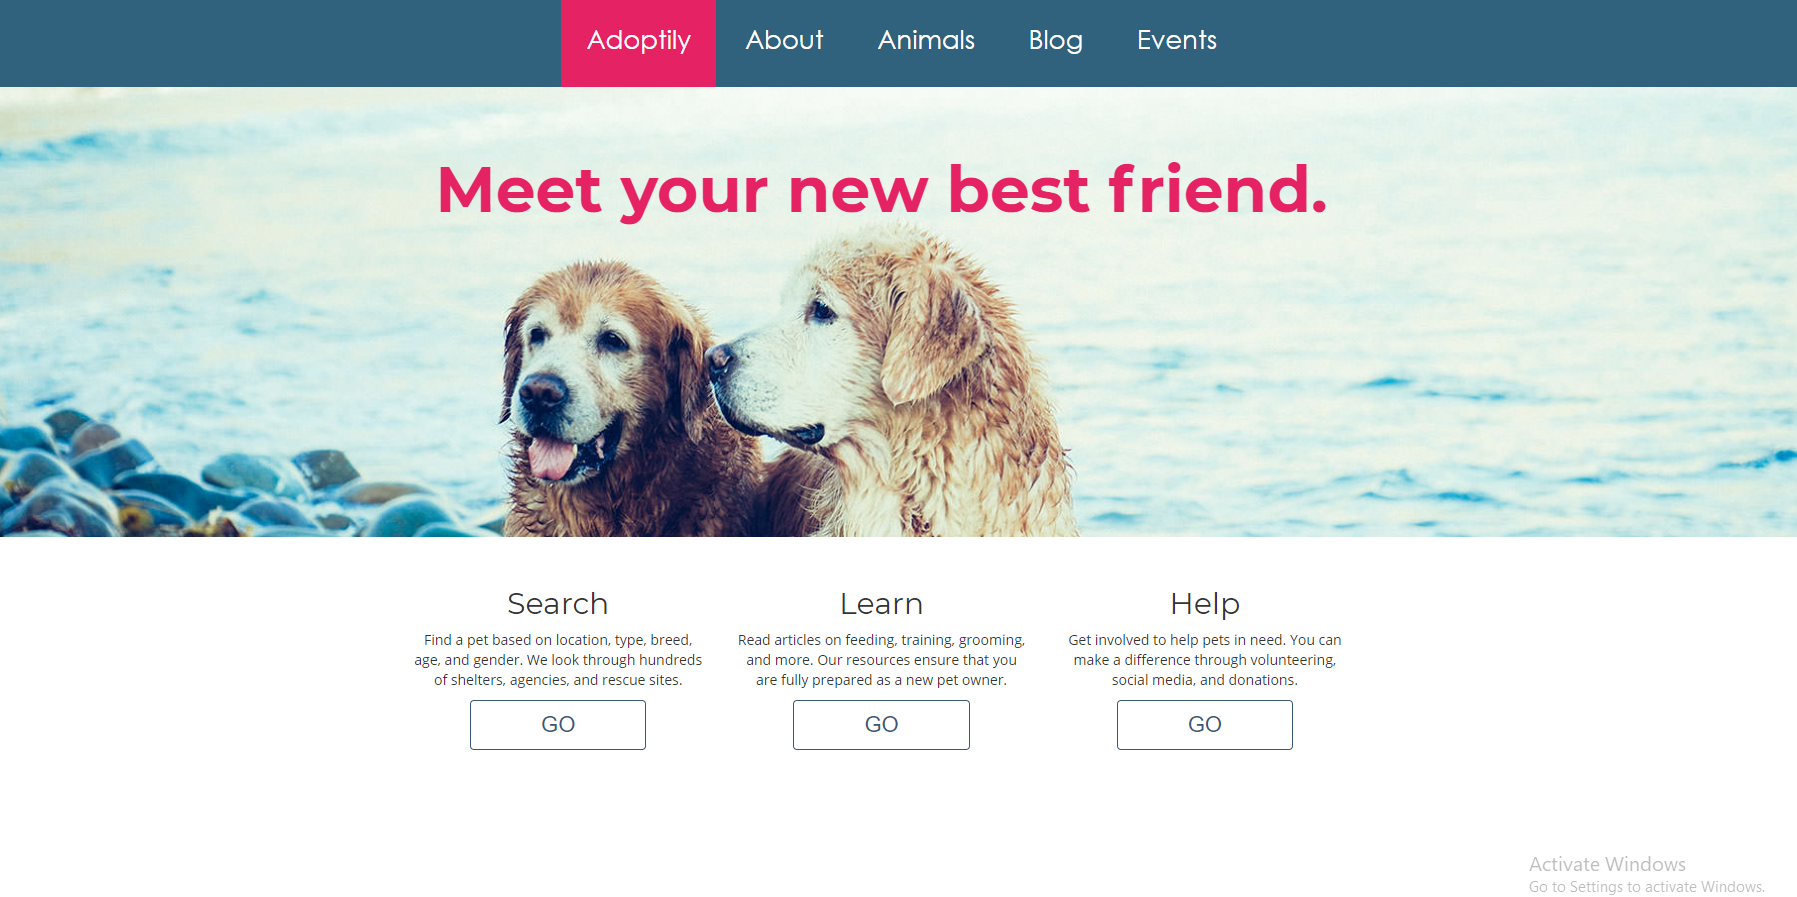 Adoptily About Animals Blog Events
Meet your new best friend.
Search
Find a pet based on location, type, breed,
age, and gender. We look through hundreds
of shelters, agencies, and rescue sites.
GO
Learn
Read articles on feeding, training, grooming,
and more. Our resources ensure that you
are fully prepared as a new pet owner.
GO
Help
Get involved to help pets in need. You can
make a difference through volunteering,
social media, and donations.
GO
Activate Windows
Go to Settings to activate Windows.